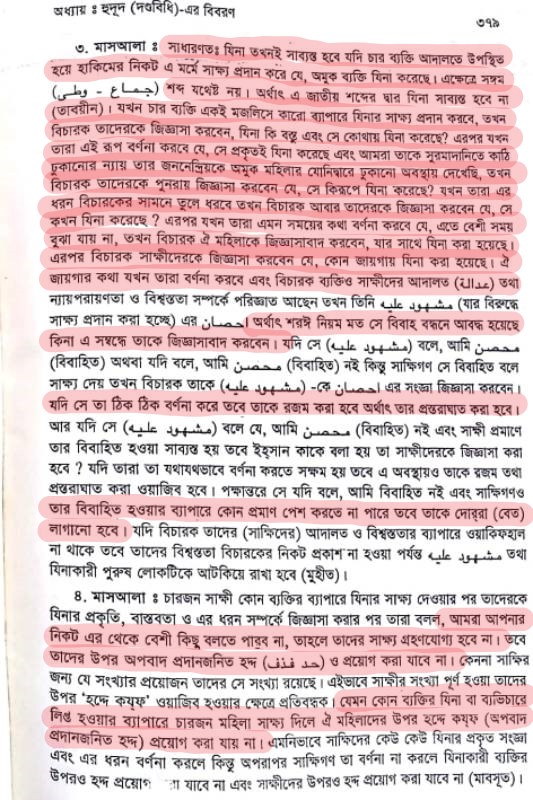 অধ্যায় ঃ হুদূদ (দণ্ডবিধি)-এর বিবরণ
৩৭৯
৩. মাসআলা ঃ সাধারণতঃ যিনা তখনই সাব্যস্ত হবে যদি চার ব্যক্তি আদালতে উপস্থিত
হয়ে হাকিমের নিকট এ মর্মে সাক্ষ্য প্রদান করে যে, অমুক ব্যক্তি যিনা করেছে। এক্ষেত্রে সঙ্গম
(جماع - وطى) শব্দ যথেষ্ট নয়। অর্থাৎ এ জাতীয় শব্দের দ্বার যিনা সাব্যস্ত হবে না
(তাবয়ীন)। যখন চার ব্যক্তি একই মজলিসে কারো ব্যাপারে যিনার সাক্ষ্য প্রদান করবে, তখন
বিচারক তাদেরকে জিজ্ঞাসা করবেন, যিনা কি বস্তু এবং সে কোথায় যিনা করেছে? এরপর যখন
তারা এই রূপ বর্ণনা করবে যে, সে প্রকৃতই যিনা করেছে এবং আমরা তাকে সুরমাদানিতে কাঠি
ঢুকানোর ন্যায় তার জননেন্দ্রিয়কে অমুক মহিলার যোনিদ্বারে ঢুকানো অবস্থায় দেখেছি, তখন
বিচারক তাদেরকে পুনরায় জিজ্ঞাসা করবেন যে, সে কিরূপে যিনা করেছে? যখন তারা এর
ধরন বিচারকের সামনে তুলে ধরবে তখন বিচারক আবার তাদেরকে জিজ্ঞাসা করবেন যে, সে
কখন যিনা করেছে ? এরপর যখন তারা এমন সময়ের কথা বর্ণনা করবে যে, এতে বেশী সময়
বুঝা যায় না, তখন বিচারক ঐ মহিলাকে জিজ্ঞাসাবাদ করবেন, যার সাথে যিনা করা হয়েছে।
এরপর বিচারক সাক্ষীদেরকে জিজ্ঞাসা করবেন যে, কোন জায়গায় যিনা করা হয়েছে। ঐ
জায়গার কথা যখন তারা বর্ণনা করবে এবং বিচারক ব্যক্তিও সাক্ষীদের আদালত (عدالة) তথা
ন্যায়পরায়ণতা ও বিশ্বস্ততা সম্পর্কে পরিজ্ঞাত আছেন তখন তিনি مشهود عليه (যার বিরুদ্ধে
সাক্ষ্য প্রদান করা হচ্ছে) এর احصان অর্থাৎ শরঈ নিয়ম মত সে বিবাহ বন্ধনে আবদ্ধ হয়েছে
কিনা এ সম্বন্ধে তাকে জিজ্ঞাসাবাদ করবেন। যদি সে (مشهود عليه) বলে, আমি محصن
(বিবাহিত) অথবা যদি বলে, আমি محصن (বিবাহিত) নই কিন্তু সাক্ষিগণ সে বিবাহিত বলে
সাক্ষ্য দেয় তখন বিচারক তাকে (مشهود عليه) -কে احصان এর সংজ্ঞা জিজ্ঞাসা করবেন।
যদি সে তা ঠিক ঠিক বর্ণনা করে তবে তাকে রজম করা হবে অর্থাৎ তার প্রস্তরাঘাত করা হবে।
আর যদি সে (مشهود عليه) বলে যে, আমি محصن (বিবাহিত) নই এবং সাক্ষী প্রমাণে
তার বিবাহিত হওয়া সাব্যস্ত হয় তবে ইহ্সান কাকে বলা হয় তা সাক্ষীদেরকে জিজ্ঞাসা করা
হবে ? যদি তারা তা যথাযথভাবে বর্ণনা করতে সক্ষম হয় তবে এ অবস্থায়ও তাকে রজম তথা
প্রস্তরাঘাত করা ওয়াজিব হবে। পক্ষান্তরে সে যদি বলে, আমি বিবাহিত নই এবং সাক্ষিগণও
তার বিবাহিত হওয়ার ব্যাপারে কোন প্রমাণ পেশ করতে না পারে তবে তাকে দোর্রা (বেত)
লাগানো হবে। যদি বিচারক তাদের (সাক্ষিদের) আদালত ও বিশ্বস্ততার ব্যাপারে ওয়াকিফহাল
না থাকে তবে তাদের বিশ্বস্ততা বিচারকের নিকট প্রকাশ না হওয়া পর্যন্ত مشهود عليه তথা
যিনাকারী পুরুষ লোকটিকে আটকিয়ে রাখা হবে (মুহীত)।
৪. মাসআলা ঃ চারজন সাক্ষী কোন ব্যক্তির ব্যাপারে যিনার সাক্ষ্য দেওয়ার পর তাদেরকে
যিনার প্রকৃতি, বাস্তবতা ও এর ধরন সম্পর্কে জিজ্ঞাসা করার পর তারা বলল, আমরা আপনার
নিকট এর থেকে বেশী কিছু বলতে পারব না, তাহলে তাদের সাক্ষ্য গ্রহণযোগ্য হবে না। তবে
তাদের উপর অপবাদ প্রদানজনিত হদ্দ (حد قذف) ও প্রয়োগ করা যাবে না। কেননা সাক্ষির
জন্য যে সংখ্যার প্রয়োজন তাদের সে সংখ্যা রয়েছে। এইভাবে সাক্ষীর সংখ্যা পূর্ণ হওয়া তাদের
উপর 'হদ্দে কয্ফ' ওয়াজিব হওয়ার ক্ষেত্রে প্রতিবন্ধক। যেমন কোন ব্যক্তির যিনা বা ব্যভিচারে
লিপ্ত হওয়ার ব্যাপারে চারজন মহিলা সাক্ষ্য দিলে ঐ মহিলাদের উপর হদ্দে কয্ফ (অপবাদ
প্রদানজনিত হদ্দ) প্রয়োগ করা যায় না। এমনিভাবে সাক্ষিদের কেউ কেউ যিনার প্রকৃত সংজ্ঞা
এবং এর ধরন বর্ণনা করলে কিন্তু অপরাপর সাক্ষিগণ তা বর্ণনা না করলে যিনাকারী ব্যক্তির
উপরও হদ্দ প্রয়োগ যাবে না এবং সাক্ষীদের উপরও হদ্দ প্রয়োগ করা যাবে না (মাবসূত)।